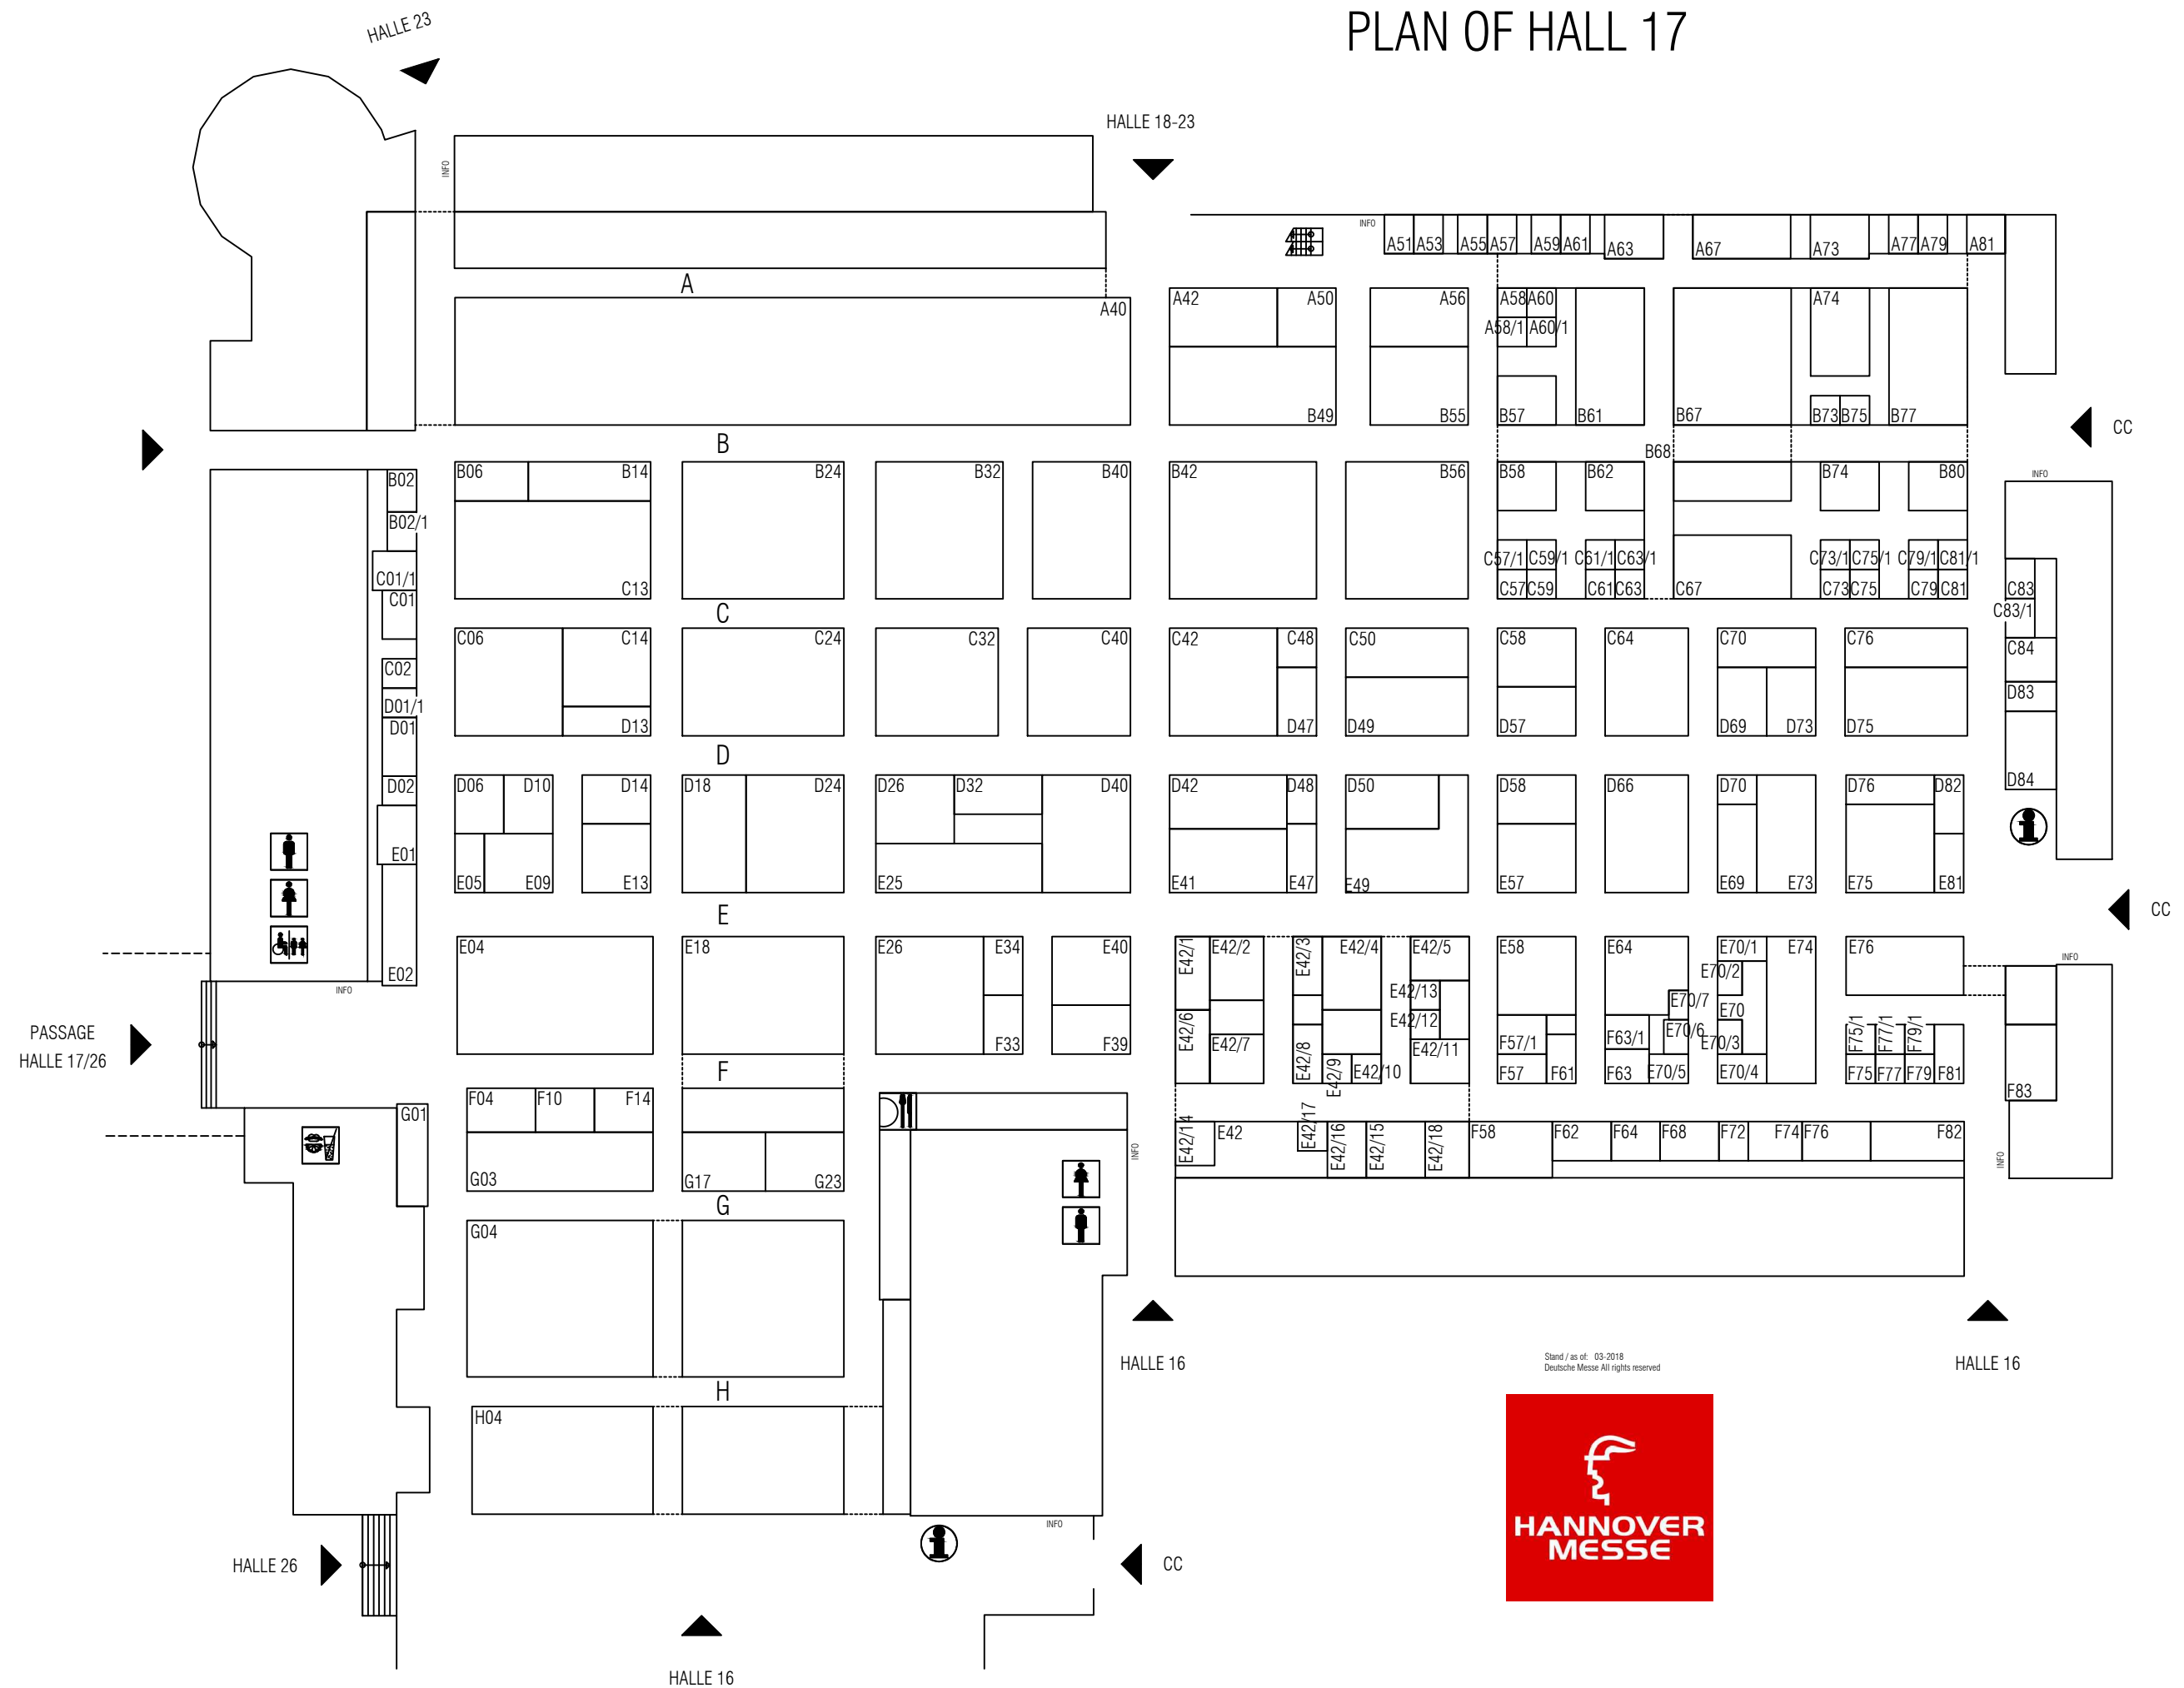 PLAN OF HALL 17
HALLE 23
HALLE 18-23
INFO
INFO
A51 A53 A55 A57 A59 A61 A63 A67 A73 A77 A79 A81
A
A40
A42 A50 A56 A58 A60 A74
A58/1 A60/1
B49 B55 B57 B61 B67 B73 B75 B77
CC
B
B68
B02 B06 B14 B24 B32 B40 B42 B56 B58 B62 B74 B80
INFO
B02/1
C57/1 C59/1 C61/1 C63/1 C73/1 C75/1 C79/1 C81/1
C01/1 C13 C57 C59 C61 C63 C67 C73 C75 C79 C81 C83
C01
C
C83/1
C06 C14 C24 C32 C40 C42 C48 C50 C58 C64 C70 C76 C84
C02
D83
D01/1
D01 D13 D47 D49 D57 D69 D73 D75
D
D84
D02 D06 D10 D14 D18 D24 D26 D32 D40 D42 D48 D50 D58 D66 D70 D76 D82
E01
E05 E09 E13 E25 E41 E47 E49 E57 E69 E73 E75 E81
E
E04 E18 E26 E34 E40 E42/1 E42/2 E42/3 E42/4 E42/5 E58 E64 E70/1 E74 E76
INFO
E02
E70/2
INFO
E42/13
E70/7 E70
E42/12
PASSAGE
HALLE 17/26
E42/6 E42/7 E42/8 E42/11 F57/1 F63/1 E70/6 E70/3 F75/1 F77/1 F79/1
F33 F39
F
E42/9 E42/10 F57 F61 F63 E70/5 E70/4 F75 F77 F79 F81
F83
F04 F10 F14
G01
E42/14 E42 E42/17 E42/16 E42/15 E42/18 F58 F62 F64 F68 F72 F74 F76 F82
INFO
INFO
G03 G17 G23
G
G04
HALLE 16
HALLE 16
Stand / as of: 03-2018
Deutsche Messe All rights reserved
H
H04
HANNOVER
MESSE
INFO
HALLE 26
CC
CC
HALLE 16